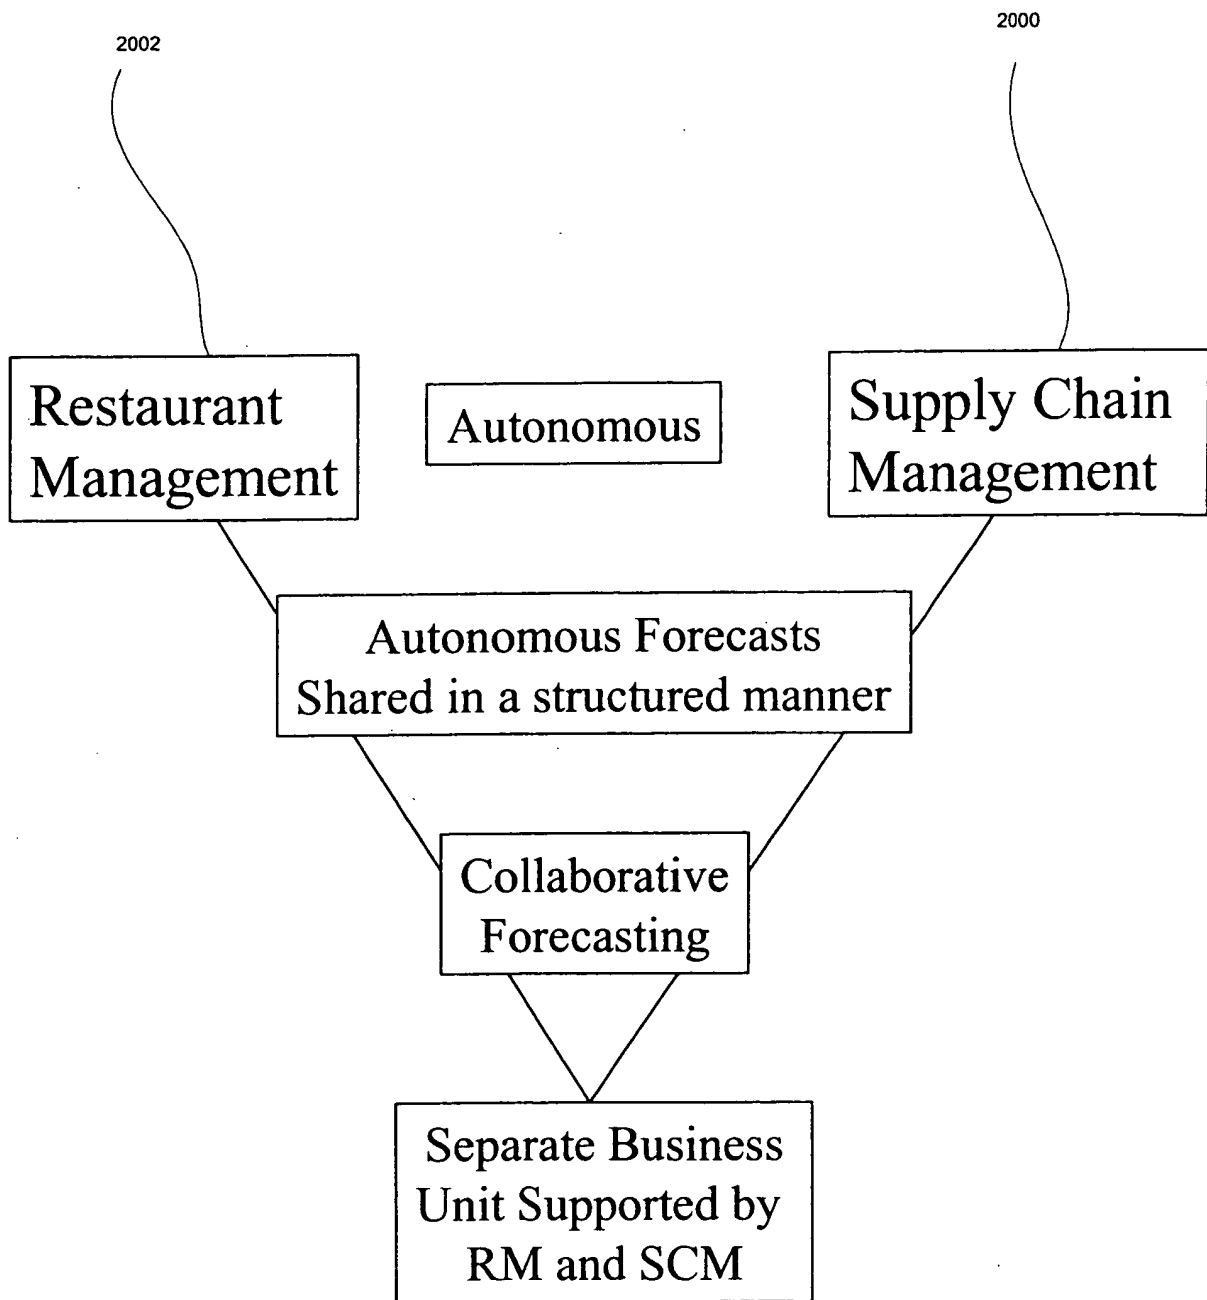 2002
2000
Restaurant
Management
Autonomous
Supply Chain
Management
Autonomous Forecasts
Shared in a structured manner
Collaborative
Forecasting
Separate Business
Unit Supported by
RM and SCM